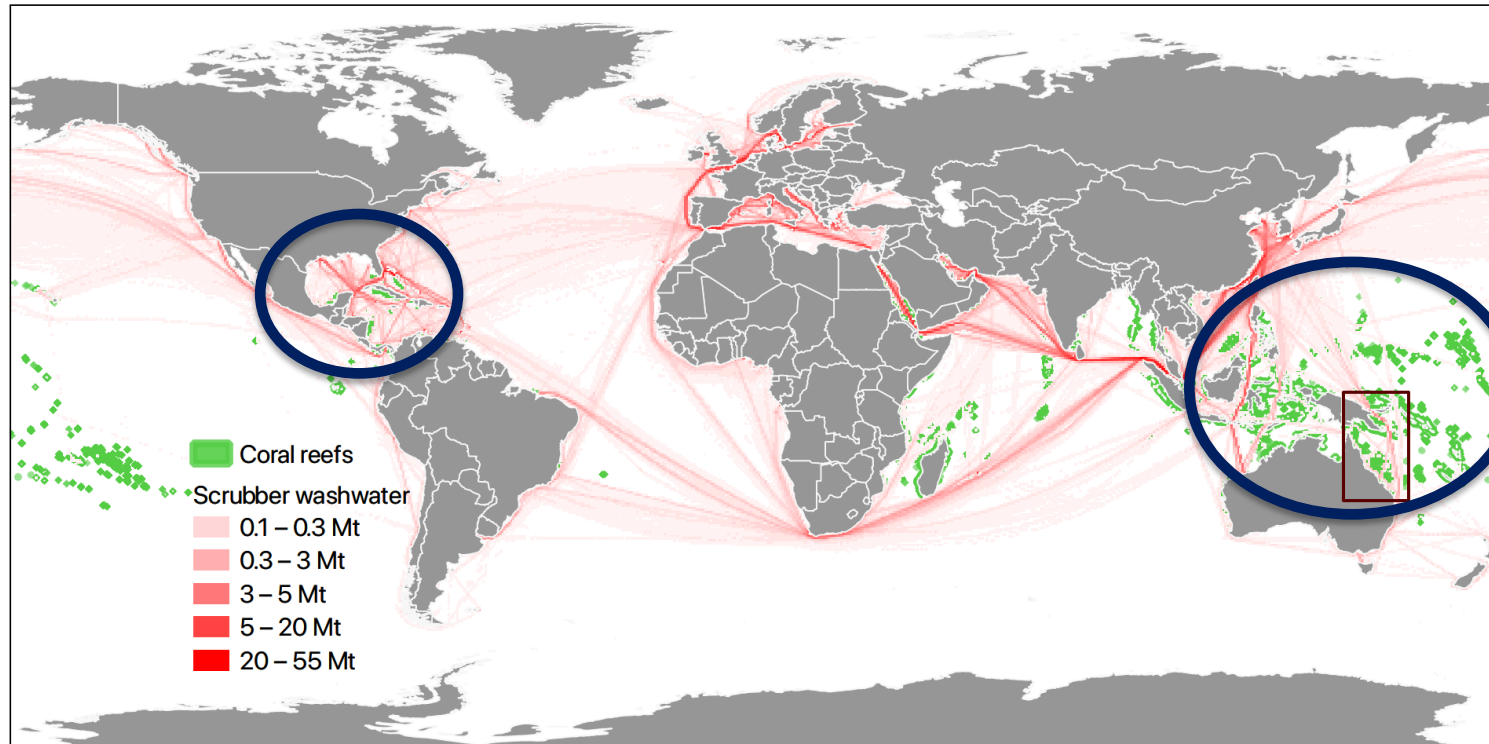 Coral reefs
Scrubber washwater
0.1 – 0.3 Mt
0.3 – 3 Mt
3 – 5 Mt
5 – 20 Mt
20 – 55 Mt